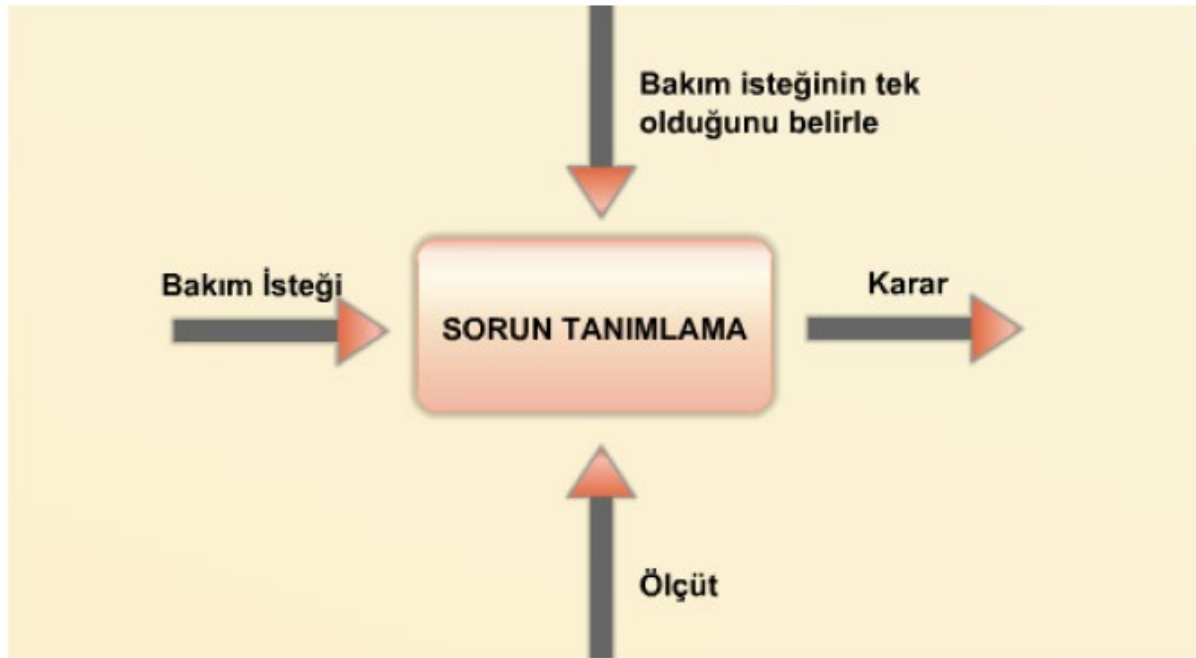 Bakım isteğinin tek
olduğunu belirle
Bakım İsteği
SORUN TANIMLAMA
Karar
Ölçüt